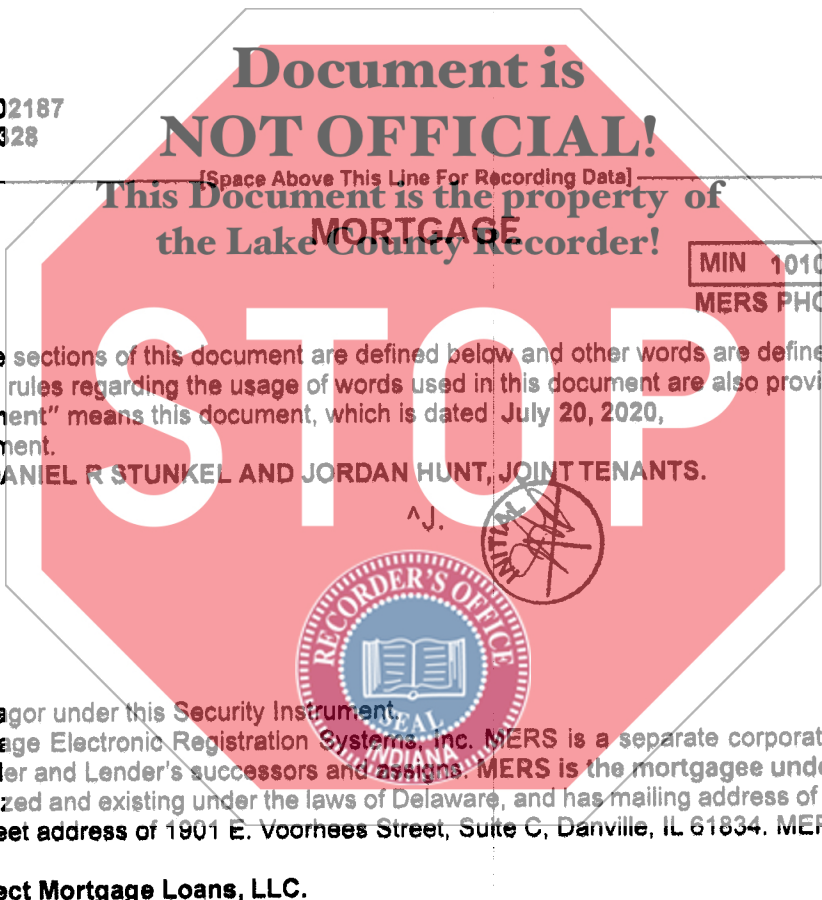 Document is
02187
NOT OFFICIAL!
328
[Space Above This Line For Recording Data]
This Document is the property of
MORTGAGE
the Lake County Recorder!
MIN 1010
MERS PHO
STOP
e sections of this document are defined below and other words are define
rules regarding the usage of words used in this document are also provi
ent" means this document, which is dated July 20, 2020,
ment.
ANIEL R STUNKEL AND JORDAN HUNT, JOINT TENANTS.
^J.
INITIAL
RECORDER'S OFFICE
SEAL
INDIANA
agor under this Security Instrument.
age Electronic Registration Systems, Inc. MERS is a separate corporat
er and Lender's successors and assigns. MERS is the mortgagee unde
zed and existing under the laws of Delaware, and has mailing address of
eet address of 1901 E. Voorhees Street, Suite C, Danville, IL 61834. MER
ect Mortgage Loans, LLC.